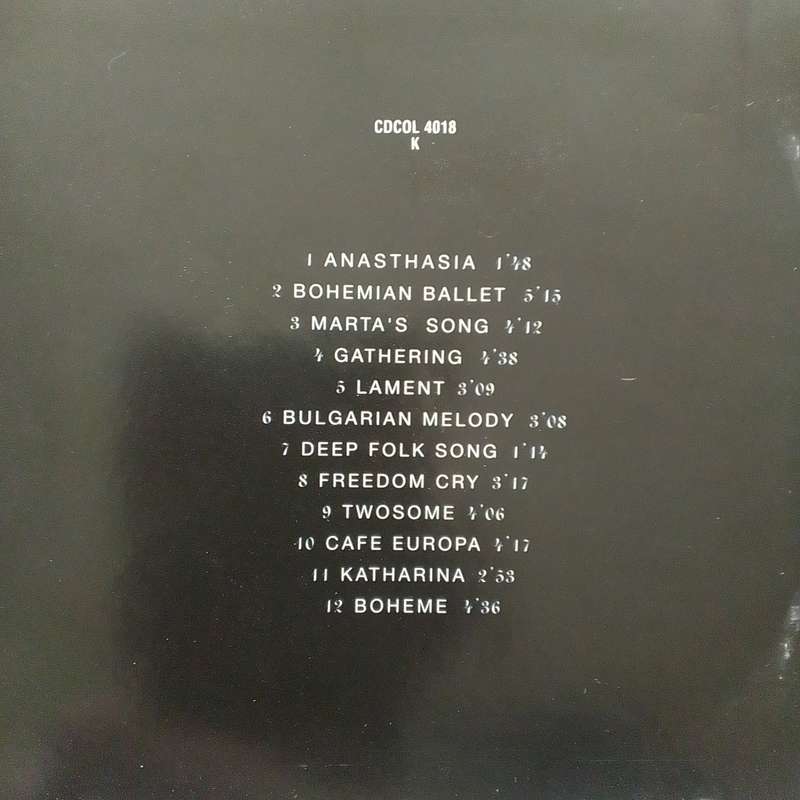 CDCOL 4018
K
1 ANASTHASIA 1'48
2 BOHEMIAN BALLET 5'15
3 MARTA'S SONG 4'12
4 GATHERING 4'38
5 LAMENT 3'09
6 BULGARIAN MELODY 3'08
7 DEEP FOLK SONG 1'14
8 FREEDOM CRY 3'17
9 TWOSOME 4'06
10 CAFE EUROPA 4'17
11 KATHARINA 2'53
12 BOHEME 4'36